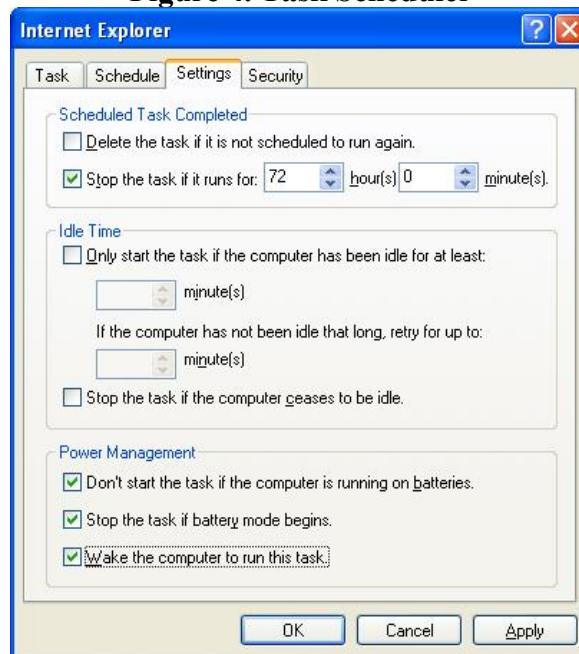 Figure 4. Task Scheduler
Internet Explorer
Task Schedule Settings Security
Scheduled Task Completed
Delete the task if it is not scheduled to run again.
Stop the task if it runs for: 72 hour(s) 0 minute(s).
Idle Time
Only start the task if the computer has been idle for at least:
minute(s)
If the computer has not been idle that long, retry for up to:
minute(s)
Stop the task if the computer ceases to be idle.
Power Management
Don't start the task if the computer is running on batteries.
Stop the task if battery mode begins.
Wake the computer to run this task.
OK Cancel Apply